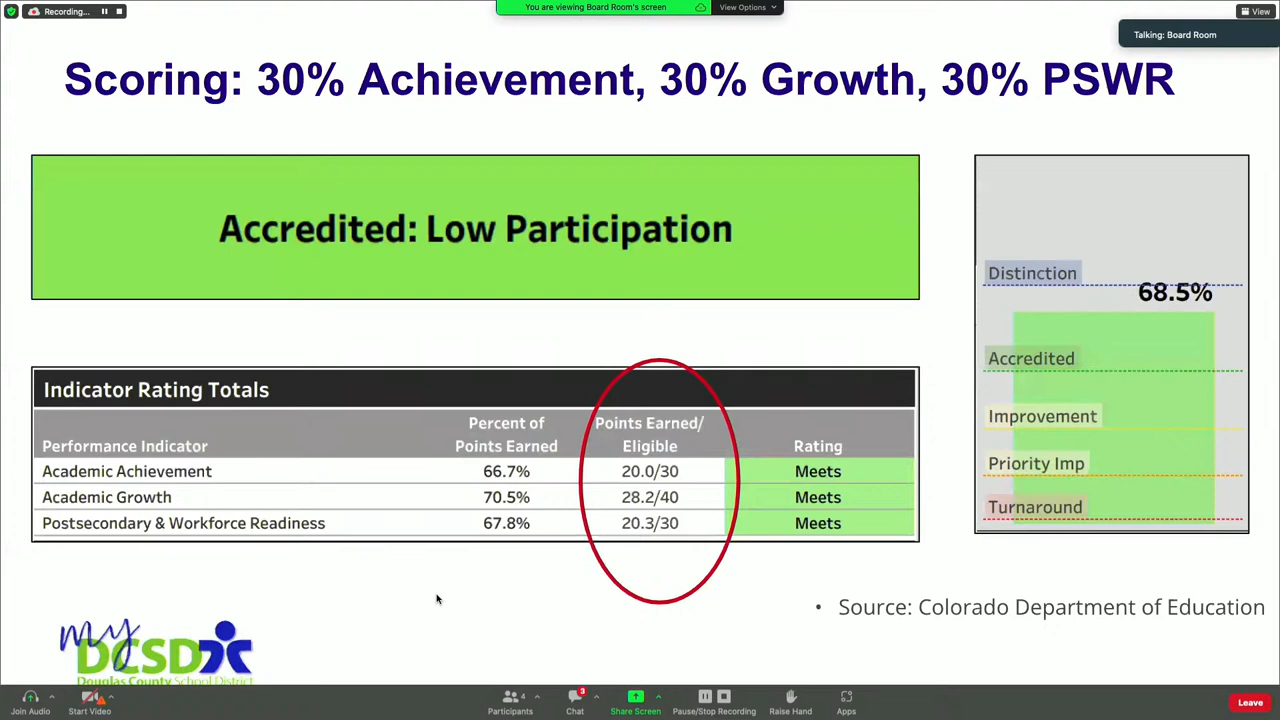 Recording...
You are viewing Board Room's screen
View Options
View
Talking: Board Room
Scoring: 30% Achievement, 30% Growth, 30% PSWR
Accredited: Low Participation
Distinction
68.5%
Accredited
Improvement
Priority Imp
Turnaround
Indicator Rating Totals
Performance Indicator Percent of Points Earned Points Earned/ Eligible Rating
Academic Achievement 66.7% 20.0/30 Meets
Academic Growth 70.5% 28.2/40 Meets
Postsecondary & Workforce Readiness 67.8% 20.3/30 Meets
• Source: Colorado Department of Education
my
DCSD
Douglas County School District
Join Audio
Start Video
Participants 4
Chat 3
Share Screen
Pause/Stop Recording
Raise Hand
Apps
Leave